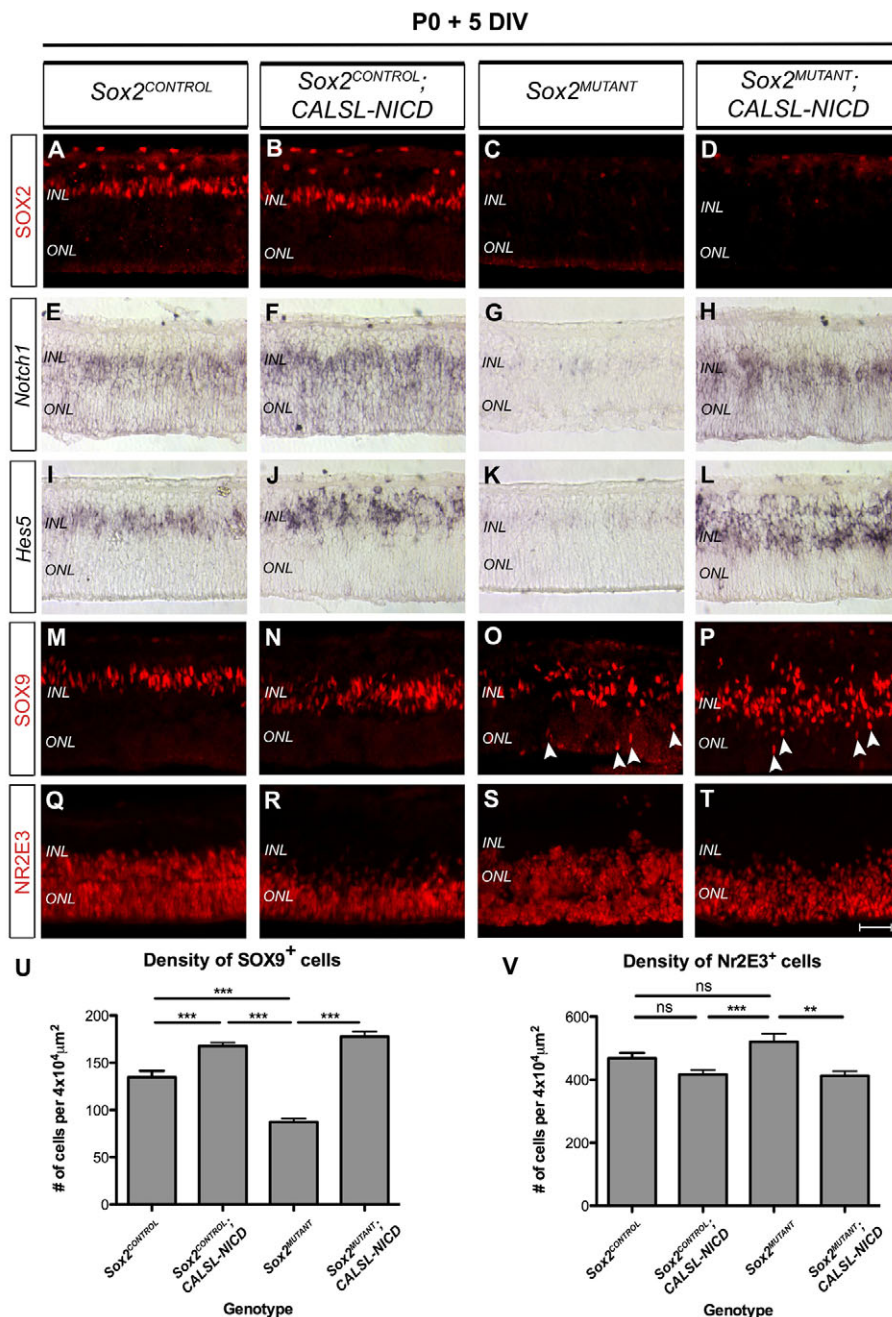 P0 + 5 DIV
Sox2CONTROL
Sox2CONTROL;
CALSL-NICD
Sox2MUTANT
Sox2MUTANT;
CALSL-NICD
SOX2
A
INL
ONL
B
INL
ONL
C
INL
ONL
D
INL
ONL
Notch1
E
INL
ONL
F
INL
ONL
G
INL
ONL
H
INL
ONL
Hes5
I
INL
ONL
J
INL
ONL
K
INL
ONL
L
INL
INL
ONL
SOX9
M
INL
ONL
N
INL
ONL
O
INL
ONL
P
INL
ONL
NR2E3
Q
INL
ONL
R
INL
ONL
S
INL
ONL
T
INL
ONL
U
Density of SOX9+ cells
***
*** *** ***
200
150
100
50
0
# of cells per 4x10⁴µm²
Sox2CONTROL
Sox2CONTROL;
CALSL-NICD
Sox2MUTANT
Sox2MUTANT;
CALSL-NICD
Genotype
V
Density of Nr2E3+ cells
ns
ns *** **
600
400
200
0
# of cells per 4x10⁴µm²
Sox2CONTROL
Sox2CONTROL;
CALSL-NICD
Sox2MUTANT
Sox2MUTANT;
CALSL-NICD
Genotype